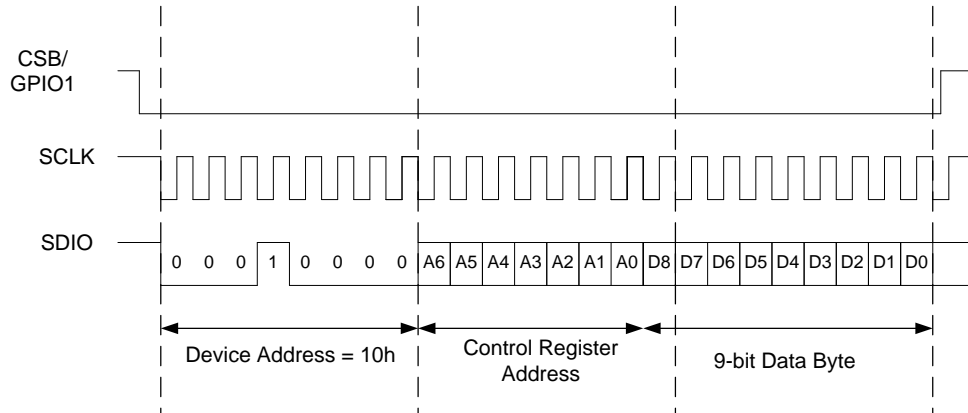 CSB/
GPIO1
SCLK
SDIO
0 0 0 1 0 0 0 0 A6 A5 A4 A3 A2 A1 A0 D8 D7 D6 D5 D4 D3 D2 D1 D0
Device Address = 10h
Control Register
Address
9-bit Data Byte